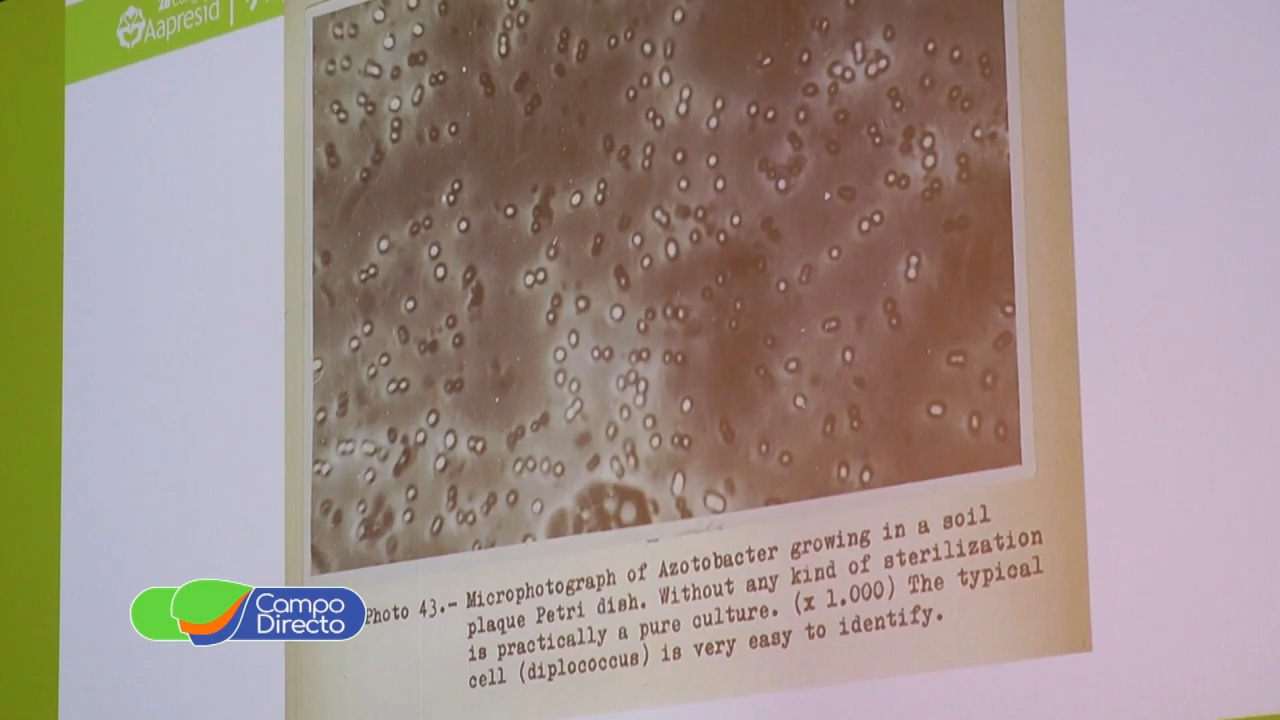 Aapresid
Photo 43.- Microphotograph of Azotobacter growing in a soil
plaque Petri dish. Without any kind of sterilization
is practically a pure culture. (x 1.000) The typical
cell (diplococcus) is very easy to identify.
Campo
Directo